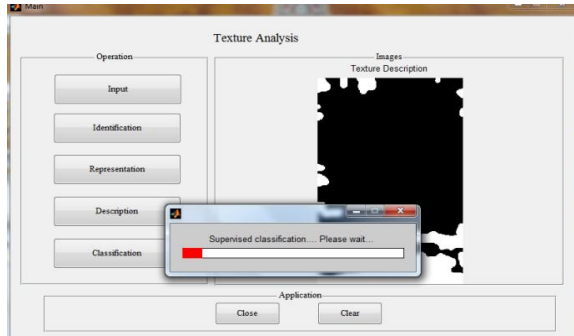 Main
Texture Analysis
Operation
Input
Identification
Representation
Description
Classification
Images
Texture Description
Supervised classification.... Please wait...
Application
Close
Clear